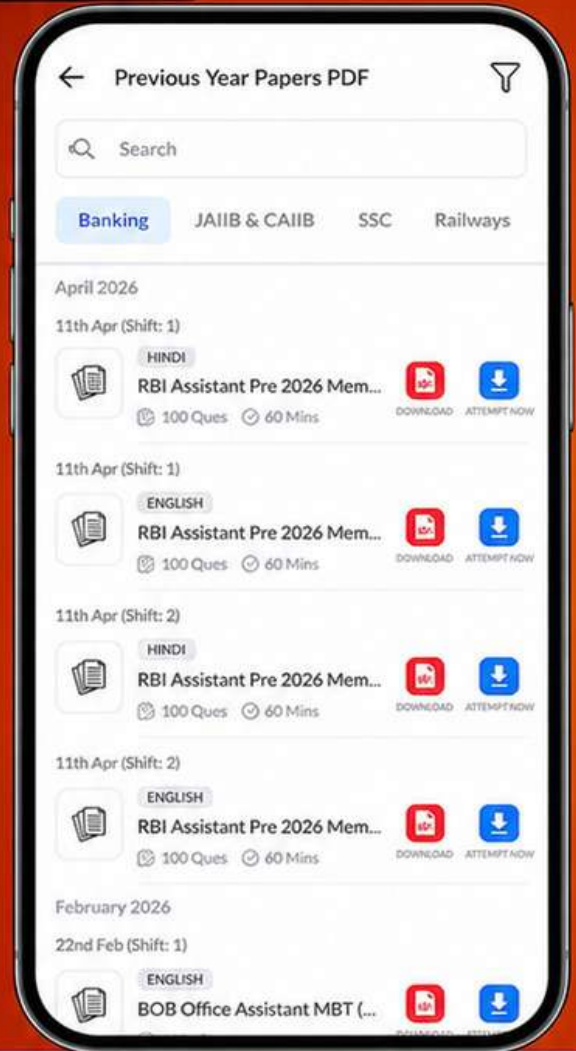 Previous Year Papers PDF
Search
Banking JAIIB & CAIIB SSC Railways
April 2026
11th Apr (Shift: 1)
HINDI
RBI Assistant Pre 2026 Mem...
100 Ques 60 Mins
DOWNLOAD ATTEMPT NOW
11th Apr (Shift: 1)
ENGLISH
RBI Assistant Pre 2026 Mem...
100 Ques 60 Mins
DOWNLOAD ATTEMPT NOW
11th Apr (Shift: 2)
HINDI
RBI Assistant Pre 2026 Mem...
100 Ques 60 Mins
DOWNLOAD ATTEMPT NOW
11th Apr (Shift: 2)
ENGLISH
RBI Assistant Pre 2026 Mem...
100 Ques 60 Mins
DOWNLOAD ATTEMPT NOW
February 2026
22nd Feb (Shift: 1)
ENGLISH
BOB Office Assistant MBT (...